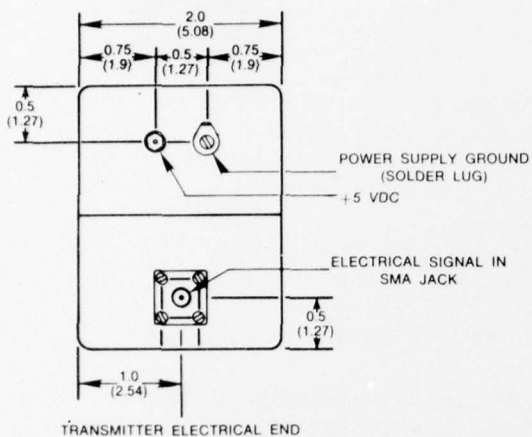 2.0
(5.08)
0.75
(1.9)
0.5
(1.27)
0.75
(1.9)
0.5
(1.27)
POWER SUPPLY GROUND
(SOLDER LUG)
+5 VDC
ELECTRICAL SIGNAL IN
SMA JACK
0.5
(1.27)
1.0
(2.54)
TRANSMITTER ELECTRICAL END